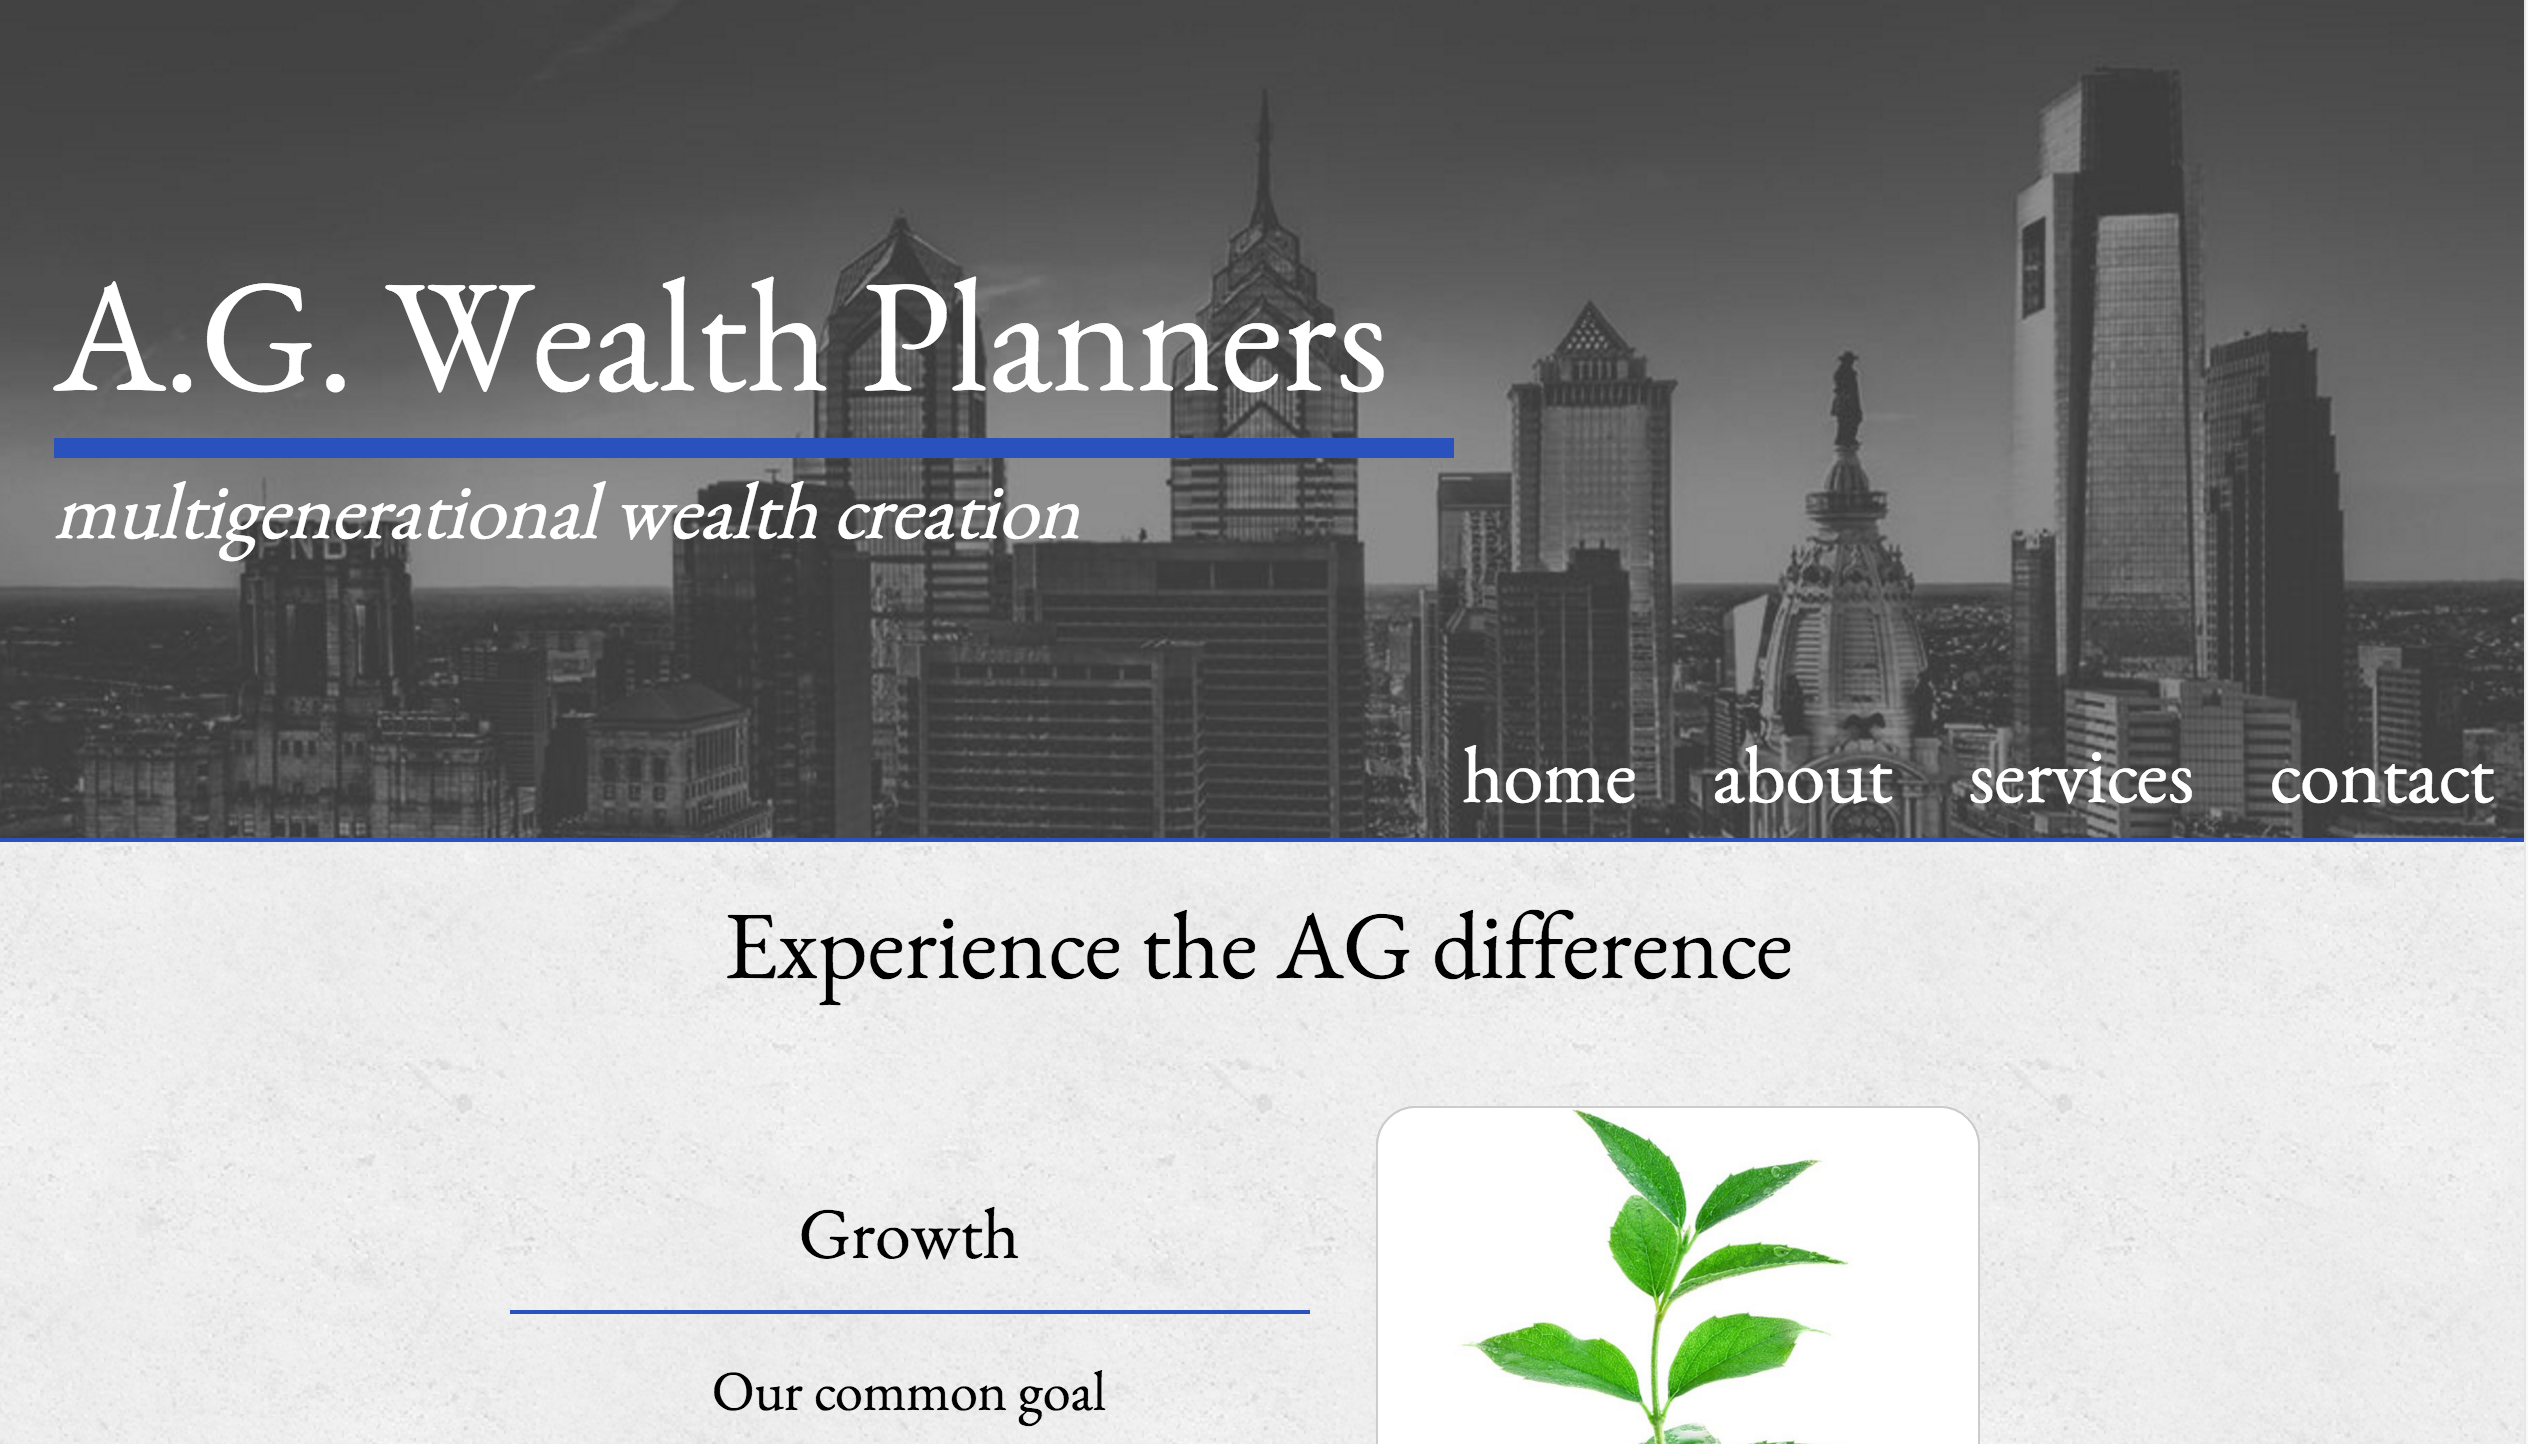 A.G. Wealth Planners
multigenerational wealth creation
home about services contact
Experience the AG difference
Growth
Our common goal